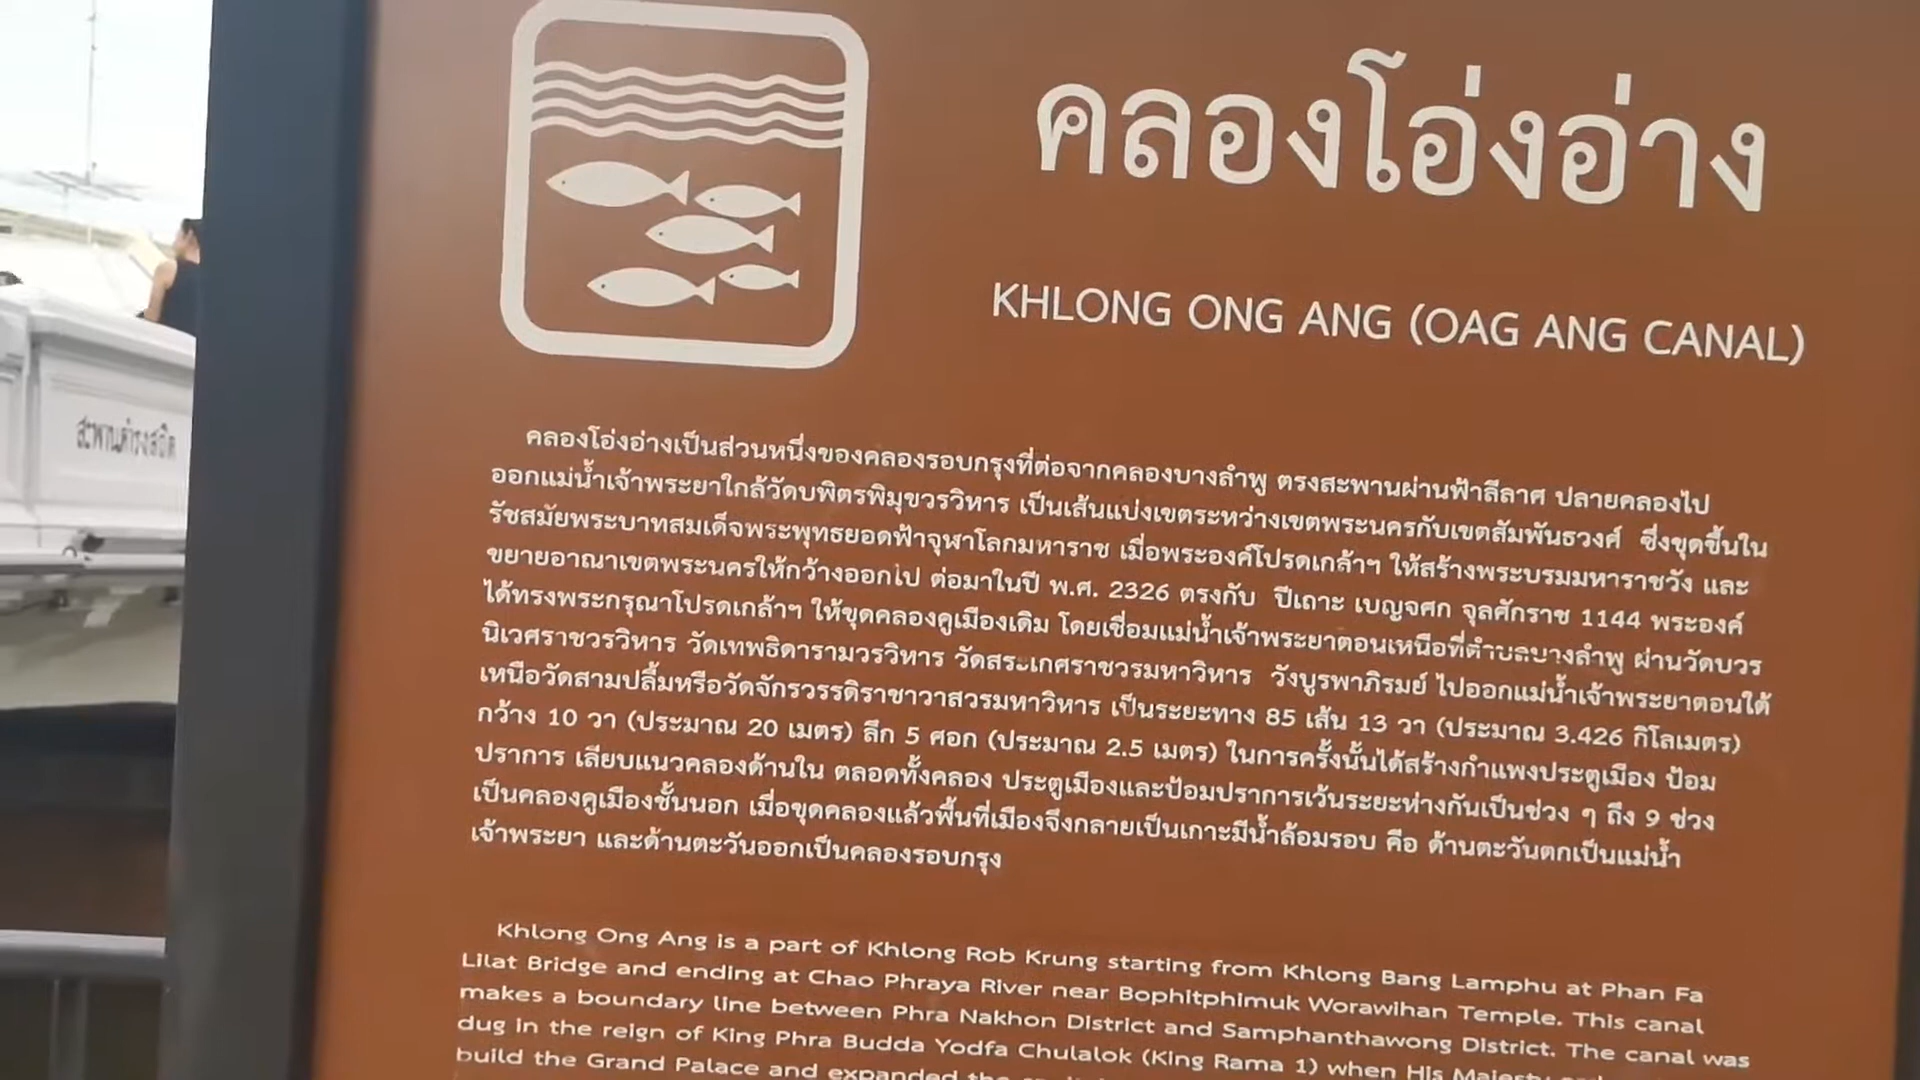 คลองโอ่งอ่าง
KHLONG ONG ANG (OAG ANG CANAL)
สะพานดำรงสถิต
คลองโอ่งอ่างเป็นส่วนหนึ่งของคลองรอบกรุงที่ต่อจากคลองบางลำพู ตรงสะพานผ่านฟ้าลีลาศ ปลายคลองไป
ออกแม่น้ำเจ้าพระยาใกล้วัดบพิตรพิมุขวรวิหาร เป็นเส้นแบ่งเขตระหว่างเขตพระนครกับเขตสัมพันธวงศ์ ซึ่งขุดขึ้นใน
รัชสมัยพระบาทสมเด็จพระพุทธยอดฟ้าจุฬาโลกมหาราช เมื่อพระองค์โปรดเกล้าฯ ให้สร้างพระบรมมหาราชวัง และ
ขยายอาณาเขตพระนครให้กว้างออกไป ต่อมาในปี พ.ศ. 2326 ตรงกับ ปีเถาะ เบญจศก จุลศักราช 1144 พระองค์
ได้ทรงพระกรุณาโปรดเกล้าฯ ให้ขุดคลองคูเมืองเดิม โดยเชื่อมแม่น้ำเจ้าพระยาตอนเหนือที่ตำบลบางลำพู ผ่านวัดบวร
นิเวศราชวรวิหาร วัดเทพธิดารามวรวิหาร วัดสระเกศราชวรมหาวิหาร วังบูรพาภิรมย์ ไปออกแม่น้ำเจ้าพระยาตอนใต้
เหนือวัดสามปลื้มหรือวัดจักรวรรดิราชาวาสวรมหาวิหาร เป็นระยะทาง 85 เส้น 13 วา (ประมาณ 3.426 กิโลเมตร)
กว้าง 10 วา (ประมาณ 20 เมตร) ลึก 5 ศอก (ประมาณ 2.5 เมตร) ในการครั้งนั้นได้สร้างกำแพงประตูเมือง ป้อม
ปราการ เลียบแนวคลองด้านใน ตลอดทั้งคลอง ประตูเมืองและป้อมปราการเว้นระยะห่างกันเป็นช่วง ๆ ถึง 9 ช่วง
เป็นคลองคูเมืองชั้นนอก เมื่อขุดคลองแล้วพื้นที่เมืองจึงกลายเป็นเกาะมีน้ำล้อมรอบ คือ ด้านตะวันตกเป็นแม่น้ำ
เจ้าพระยา และด้านตะวันออกเป็นคลองรอบกรุง
Khlong Ong Ang is a part of Khlong Rob Krung starting from Khlong Bang Lamphu at Phan Fa
Lilat Bridge and ending at Chao Phraya River near Bophitphimuk Worawihan Temple. This canal
makes a boundary line between Phra Nakhon District and Samphanthawong District. The canal was
dug in the reign of King Phra Budda Yodfa Chulalok (King Rama 1) when His Majesty
build the Grand Palace and expanded the